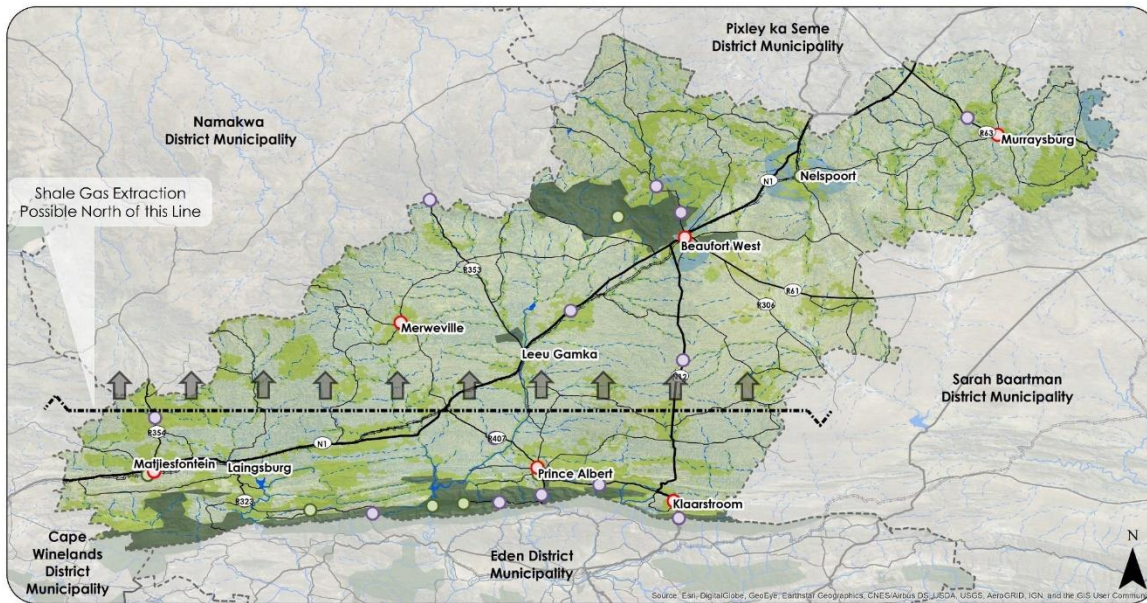 Pixley ka Seme
District Municipality
Namakwa
District Municipality
R63
Murraysburg
Shale Gas Extraction
Possible North of this Line
N1
Nelspoort
Beaufort West
R353
R61
R306
Merweville
Leeu Gamka
Sarah Baartman
District Municipality
R354
N1
R407
Matjiesfontein
Laingsburg
Prince Albert
R323
Klaarstroom
Cape
Winelands
District
Municipality
Eden District
Municipality
N
Source: Esri, DigitalGlobe, GeoEye, Earthstar Geographics, CNES/Airbus DS, USDA, USGS, AeroGRID, IGN, and the GIS User Commun